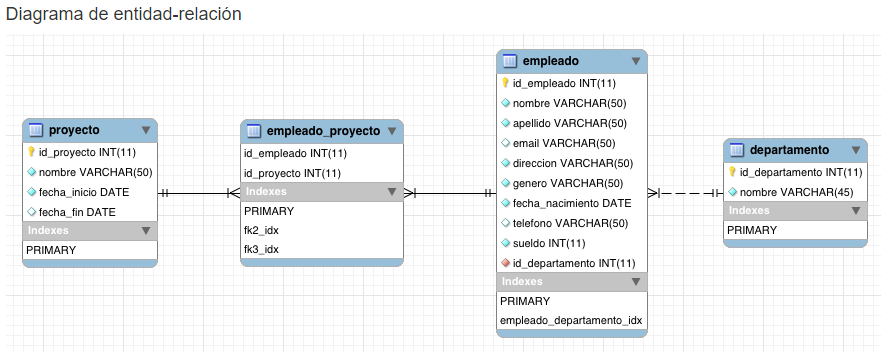 Diagrama de entidad-relación
proyecto
id_proyecto INT(11)
nombre VARCHAR(50)
fecha_inicio DATE
fecha_fin DATE
Indexes
PRIMARY
empleado_proyecto
id_empleado INT(11)
id_proyecto INT(11)
Indexes
PRIMARY
fk2_idx
fk3_idx
empleado
id_empleado INT(11)
nombre VARCHAR(50)
apellido VARCHAR(50)
email VARCHAR(50)
direccion VARCHAR(50)
genero VARCHAR(50)
fecha_nacimiento DATE
telefono VARCHAR(50)
sueldo INT(11)
id_departamento INT(11)
Indexes
PRIMARY
empleado_departamento_idx
departamento
id_departamento INT(11)
nombre VARCHAR(45)
Indexes
PRIMARY